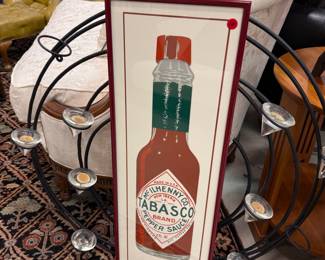 McILHENNY CO.
TABASCO
BRAND
PEPPER SAUCE